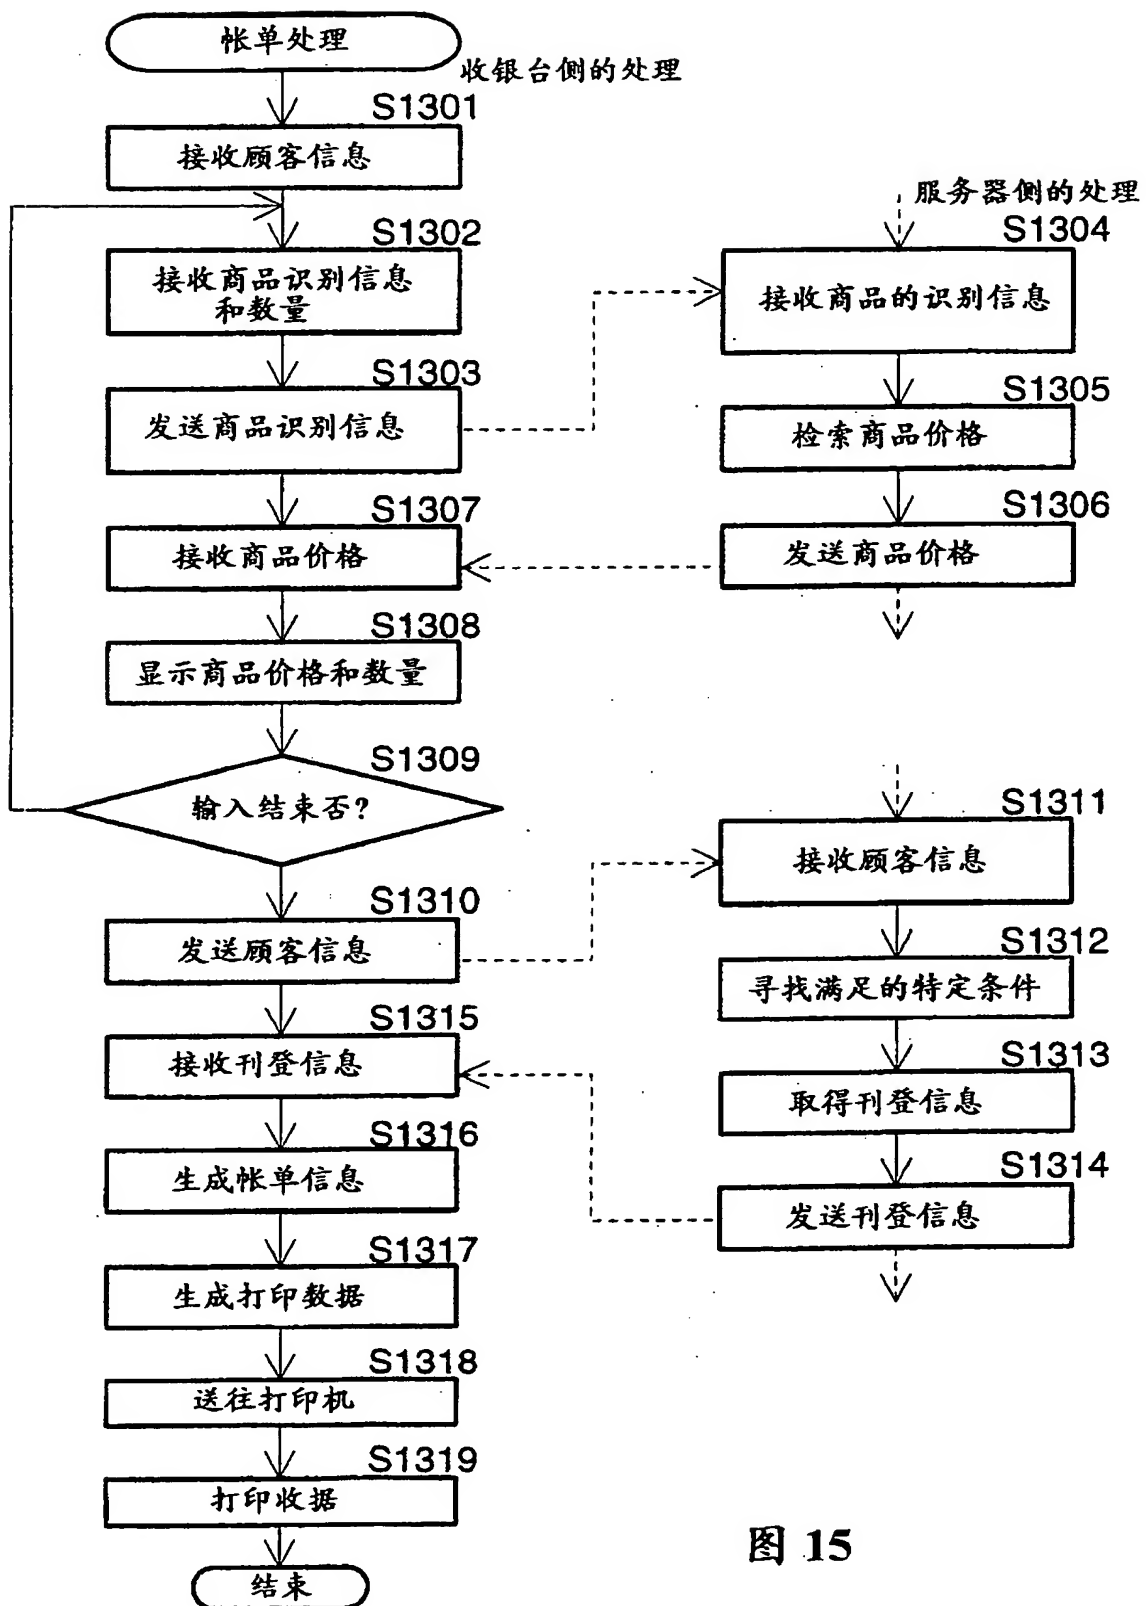 帐单处理
收银台侧的处理
S1301
接收顾客信息
S1302
接收商品识别信息
和数量
S1303
发送商品识别信息
服务器侧的处理
S1304
接收商品的识别信息
S1305
检索商品价格
S1306
发送商品价格
S1307
接收商品价格
S1308
显示商品价格和数量
S1309
输入结束否?
S1310
发送顾客信息
S1311
接收顾客信息
S1312
寻找满足的特定条件
S1313
取得刊登信息
S1314
发送刊登信息
S1315
接收刊登信息
S1316
生成帐单信息
S1317
生成打印数据
S1318
送往打印机
S1319
打印收据
结束
图 15